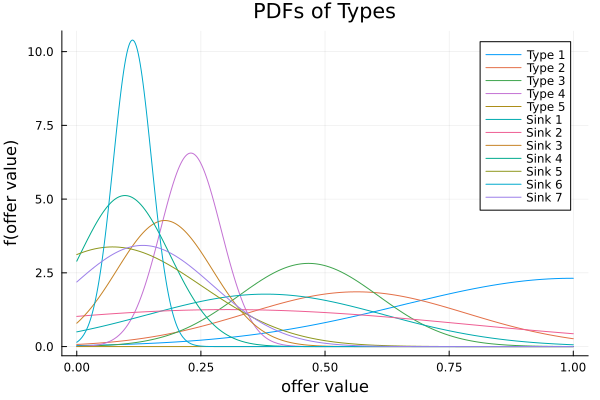 PDFs of Types
10.0
7.5
5.0
2.5
0.0
f(offer value)
Type 1
Type 2
Type 3
Type 4
Type 5
Sink 1
Sink 2
Sink 3
Sink 4
Sink 5
Sink 6
Sink 7
0.00 0.25 0.50 0.75 1.00
offer value